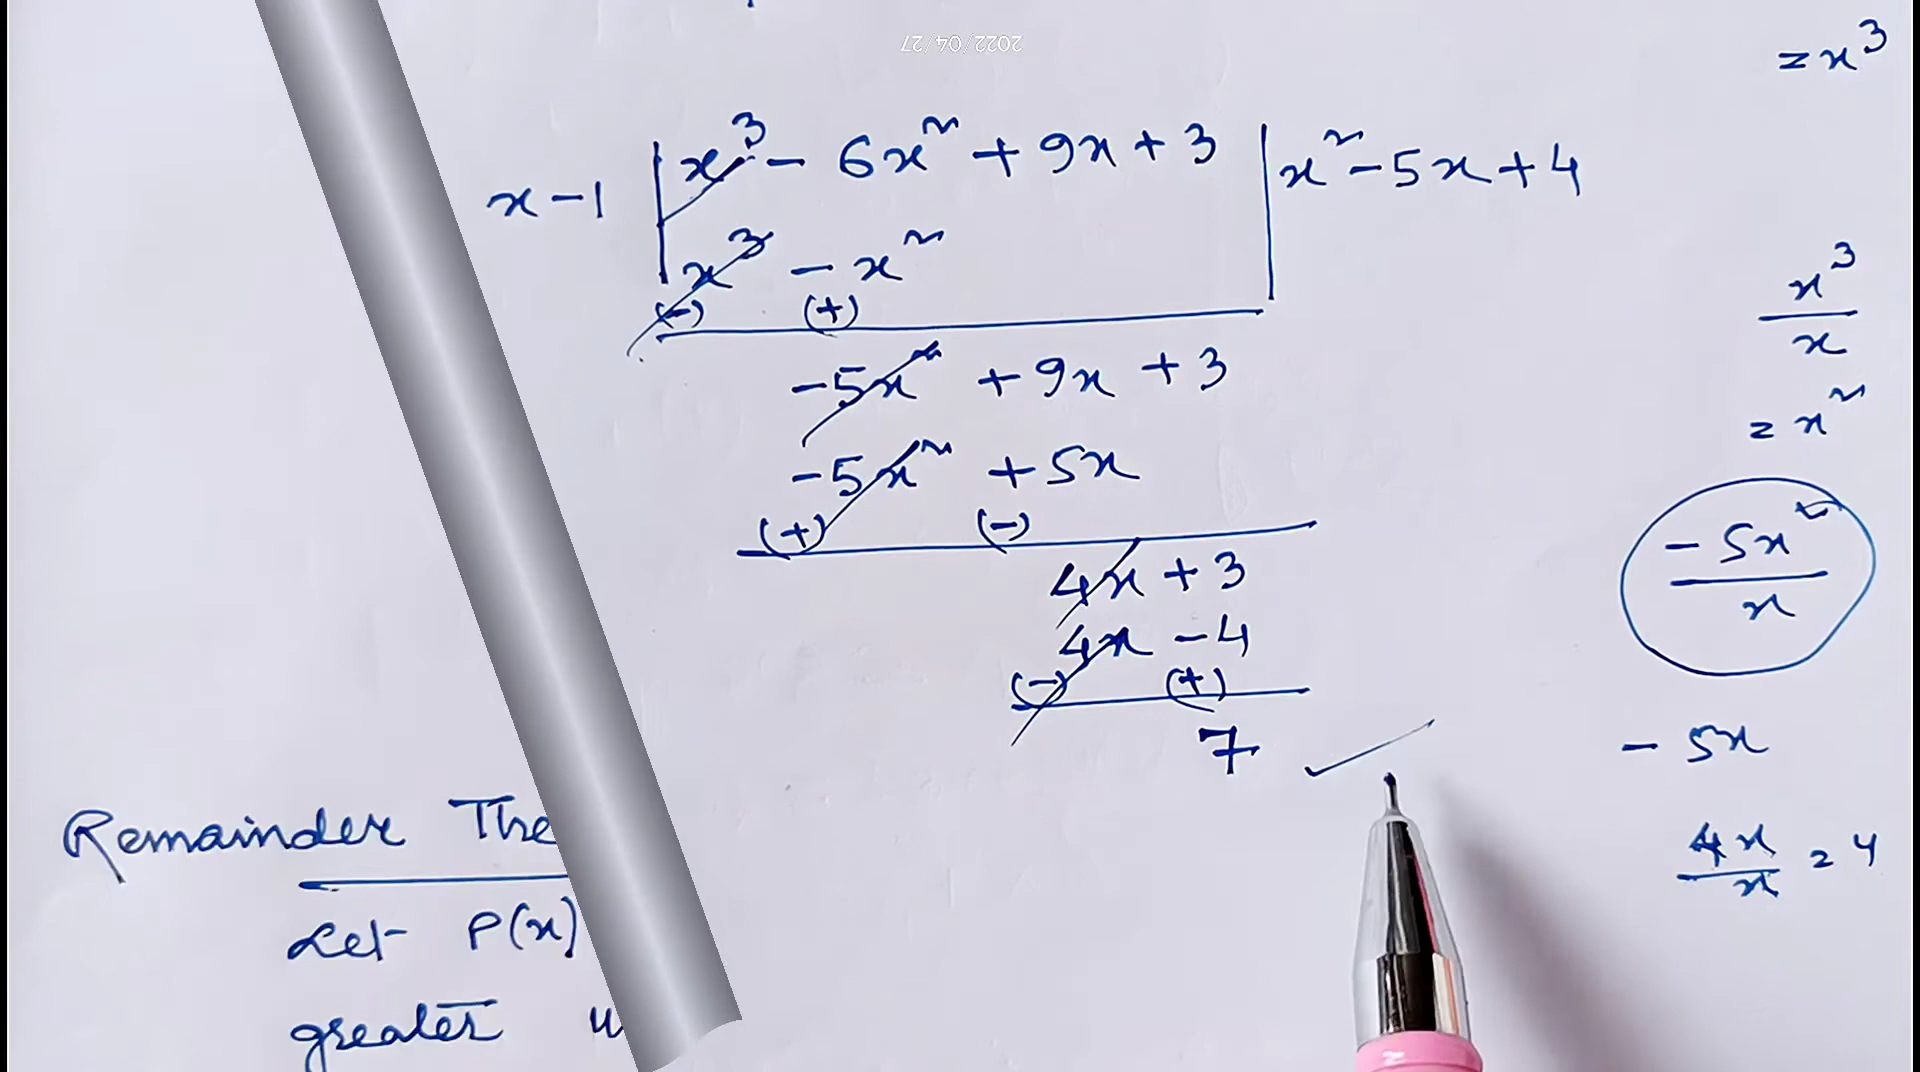 2022/04/27
= x³
x - 1 | x³ - 6x² + 9x + 3 | x² - 5x + 4
x³ - x²
(-) (+)
-5x² + 9x + 3
-5x² + 5x
(+) (-)
4x + 3
4x - 4
(-) (+)
7 ✓
x³
x
= x²
-5x²
x
- 5x
4x
x = 4
Remainder
Let P(x)
greater